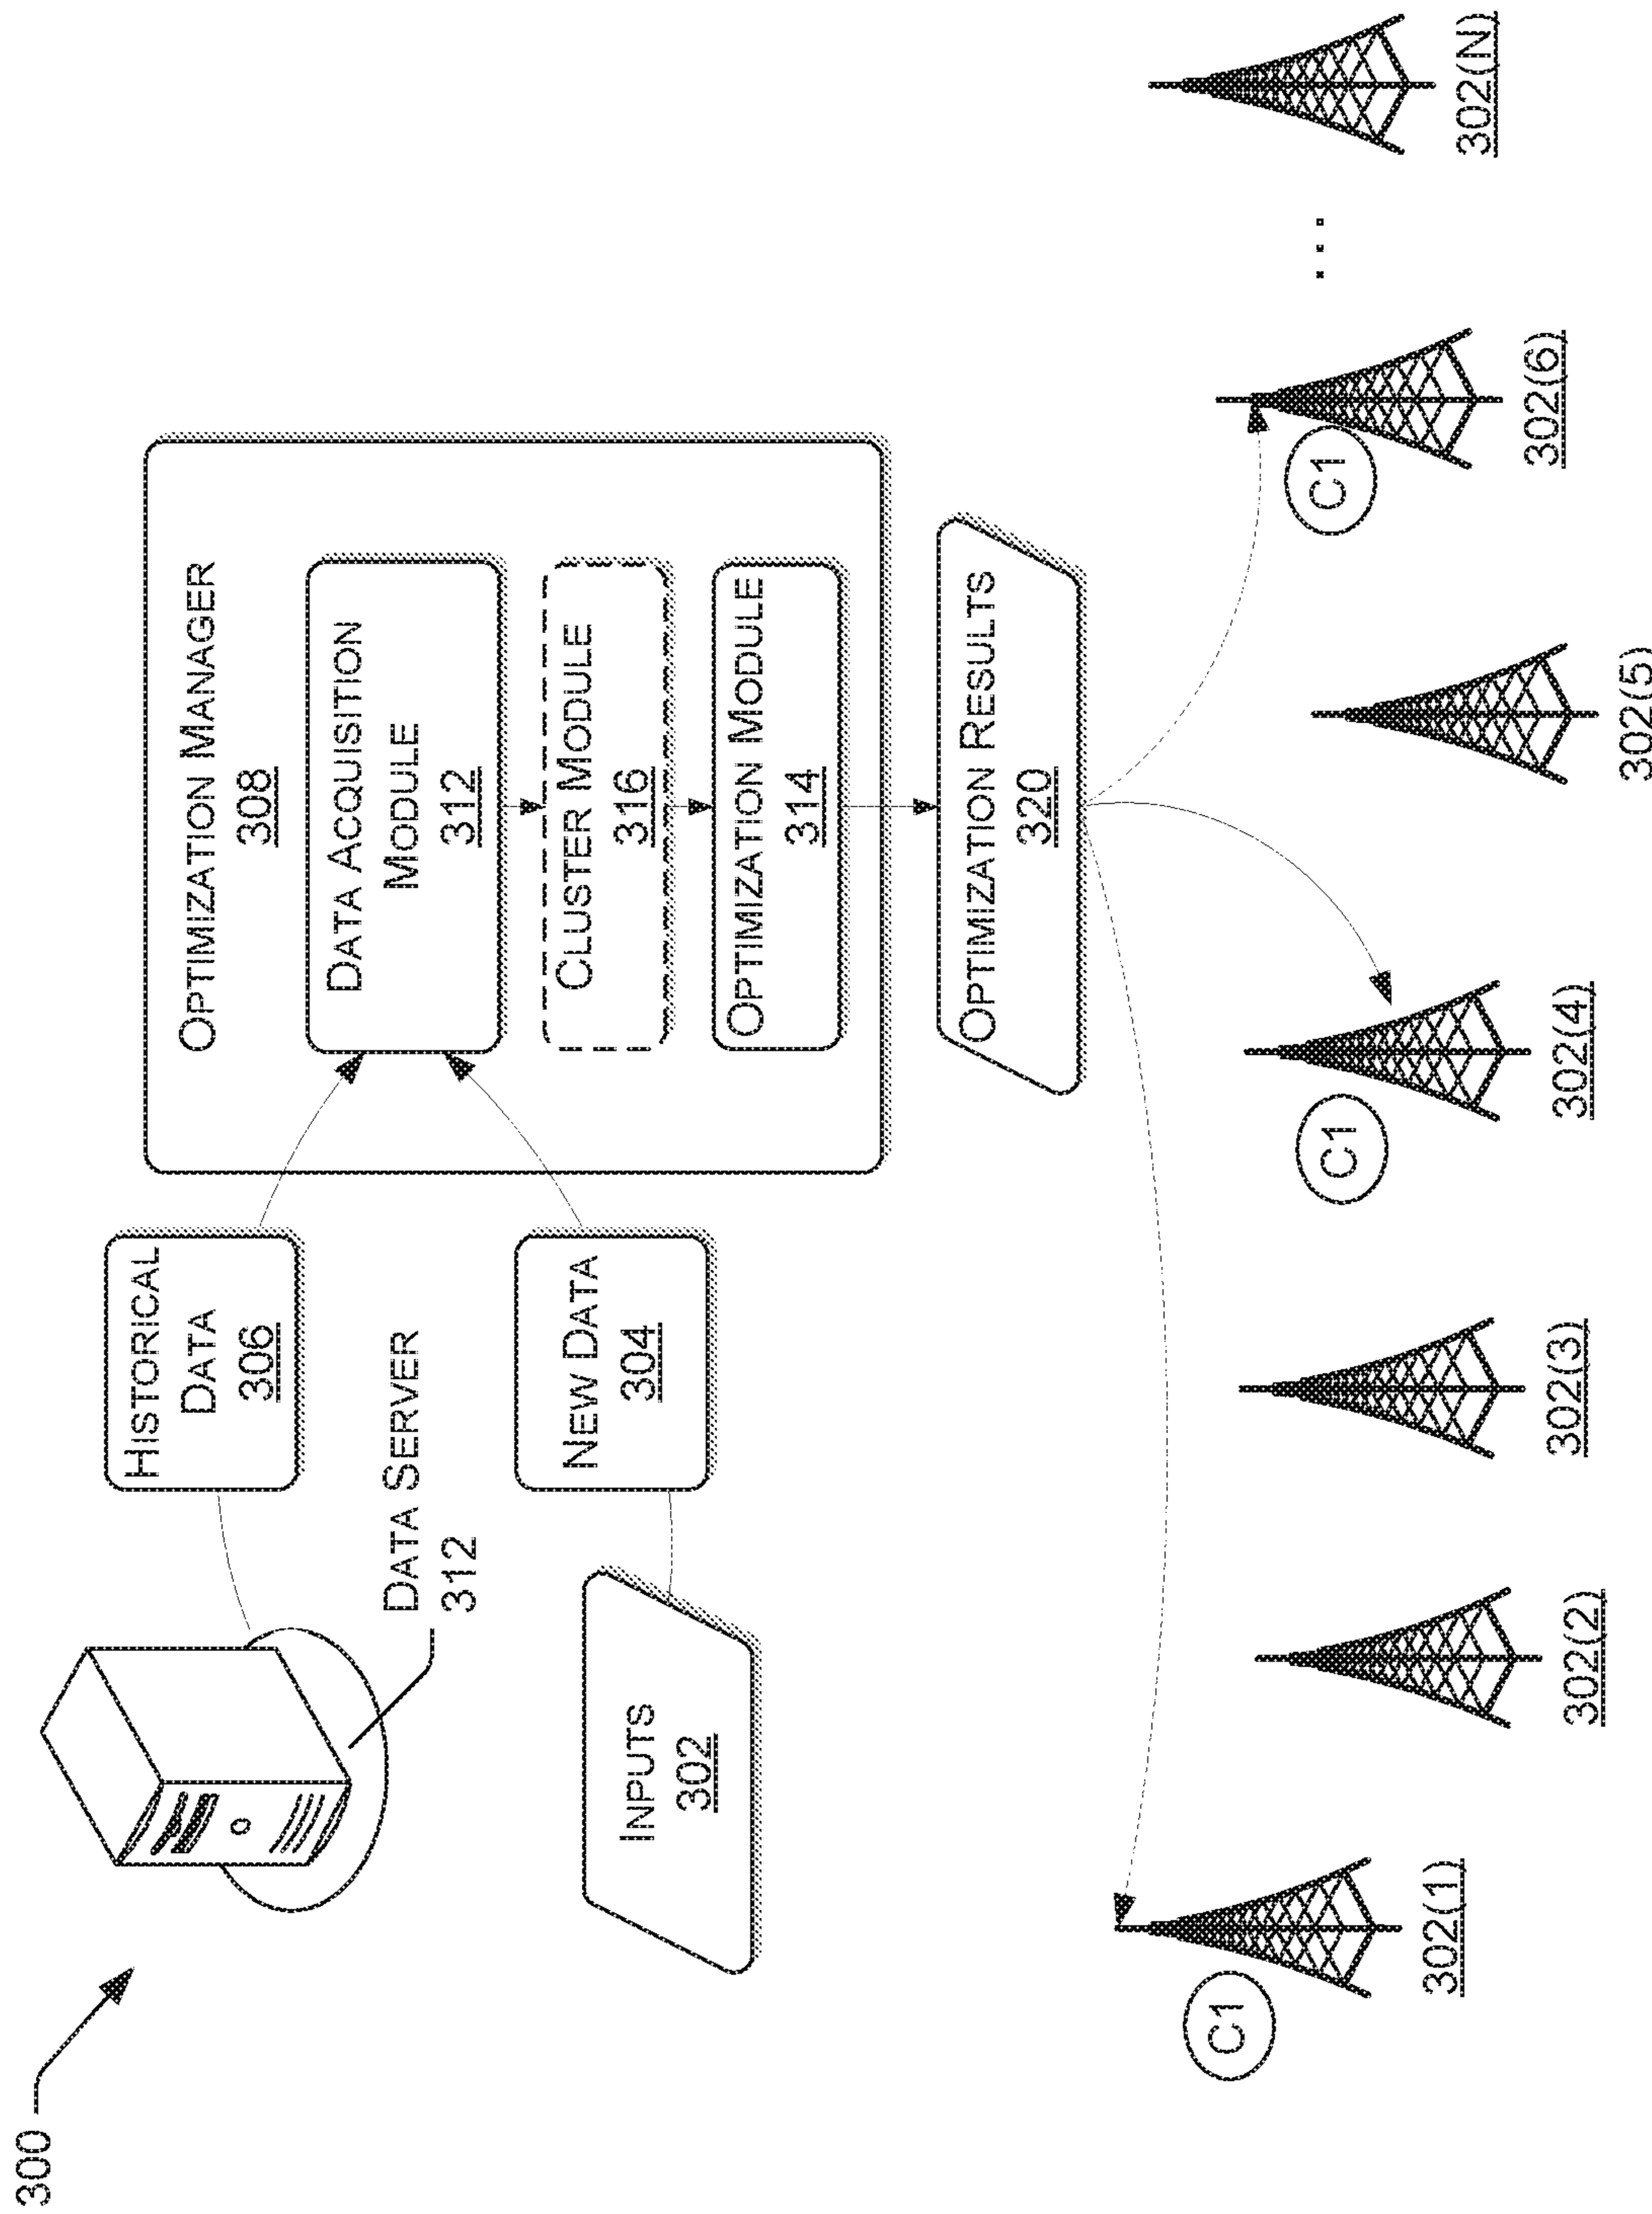 300
DATA SERVER
312
HISTORICAL
DATA
306
INPUTS
302
NEW DATA
304
OPTIMIZATION MANAGER
308
DATA ACQUISITION
MODULE
312
CLUSTER MODULE
316
OPTIMIZATION MODULE
314
OPTIMIZATION RESULTS
320
C1
302(1)
302(2)
302(3)
C1
302(4)
302(5)
C1
302(6)
...
302(N)